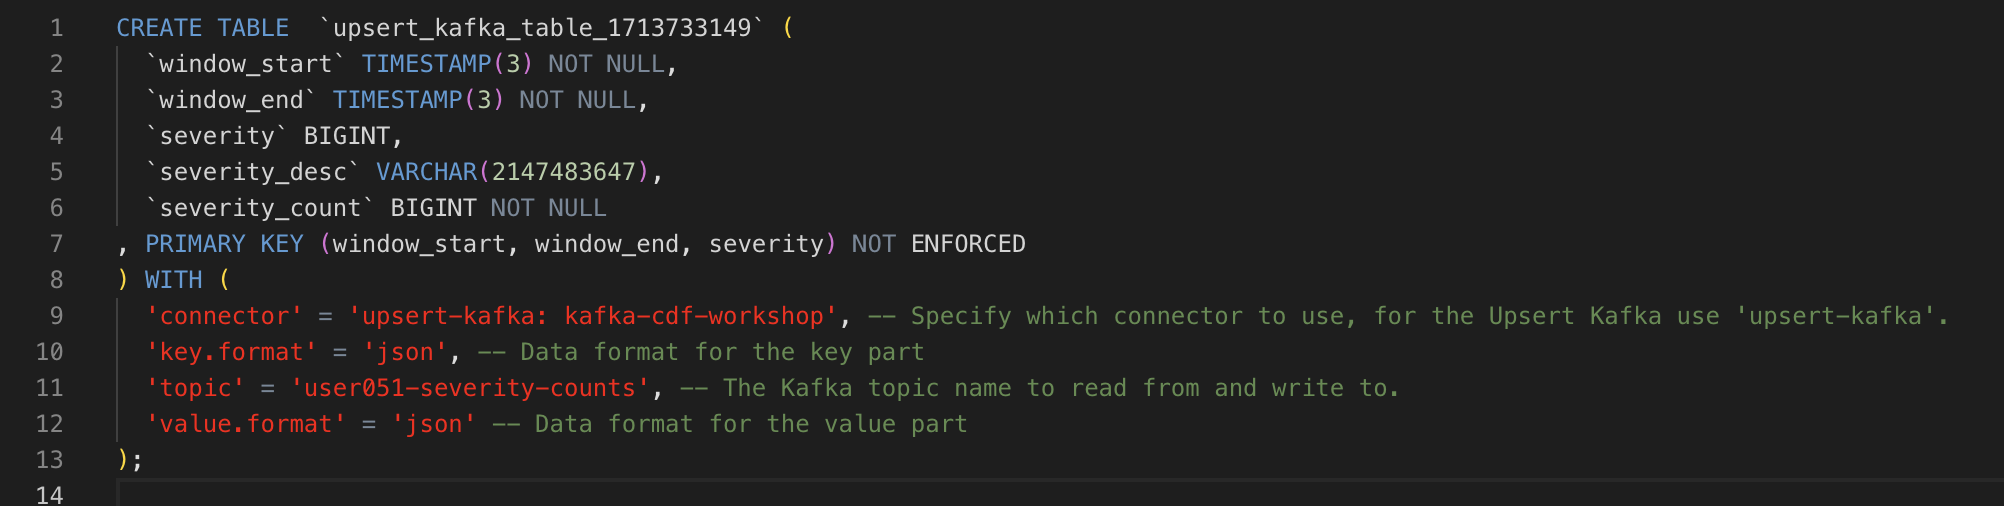 1 CREATE TABLE  `upsert_kafka_table_1713733149` (
2 `window_start` TIMESTAMP(3) NOT NULL,
3 `window_end` TIMESTAMP(3) NOT NULL,
4 `severity` BIGINT,
5 `severity_desc` VARCHAR(2147483647),
6 `severity_count` BIGINT NOT NULL
7 , PRIMARY KEY (window_start, window_end, severity) NOT ENFORCED
8 ) WITH (
9 'connector' = 'upsert-kafka: kafka-cdf-workshop', -- Specify which connector to use, for the Upsert Kafka use 'upsert-kafka'.
10 'key.format' = 'json', -- Data format for the key part
11 'topic' = 'user051-severity-counts', -- The Kafka topic name to read from and write to.
12 'value.format' = 'json' -- Data format for the value part
13 );
14